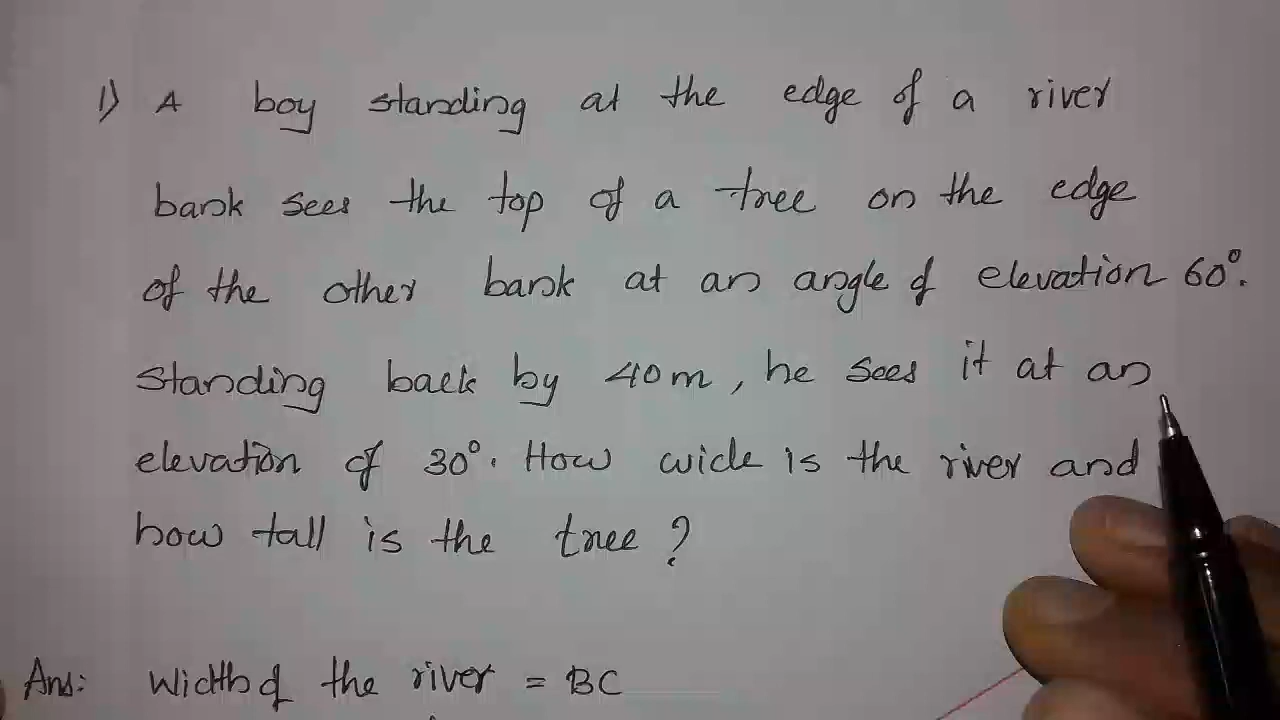 1) A boy standing at the edge of a river
bank sees the top of a tree on the edge
of the other bank at an angle of elevation 60°.
Standing back by 40m, he sees it at an
elevation of 30°. How wide is the river and
how tall is the tree?
Ans: Width of the river = BC